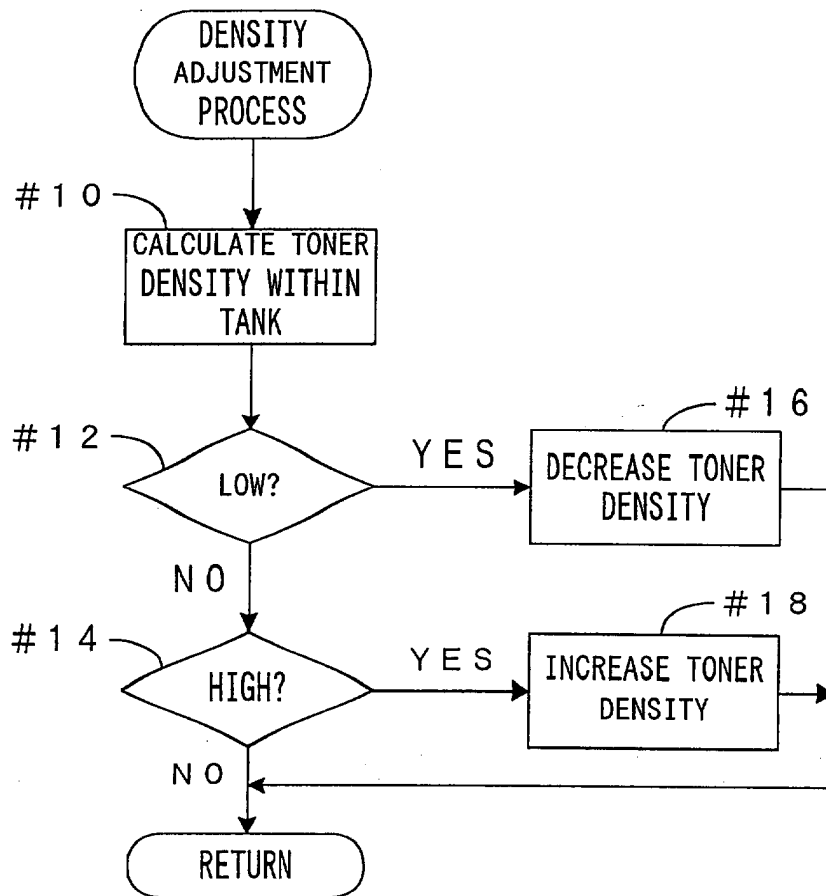 DENSITY
ADJUSTMENT
PROCESS
#10
CALCULATE TONER
DENSITY WITHIN
TANK
#12
LOW?
YES
#16
DECREASE TONER
DENSITY
NO
#14
HIGH?
YES
#18
INCREASE TONER
DENSITY
NO
RETURN